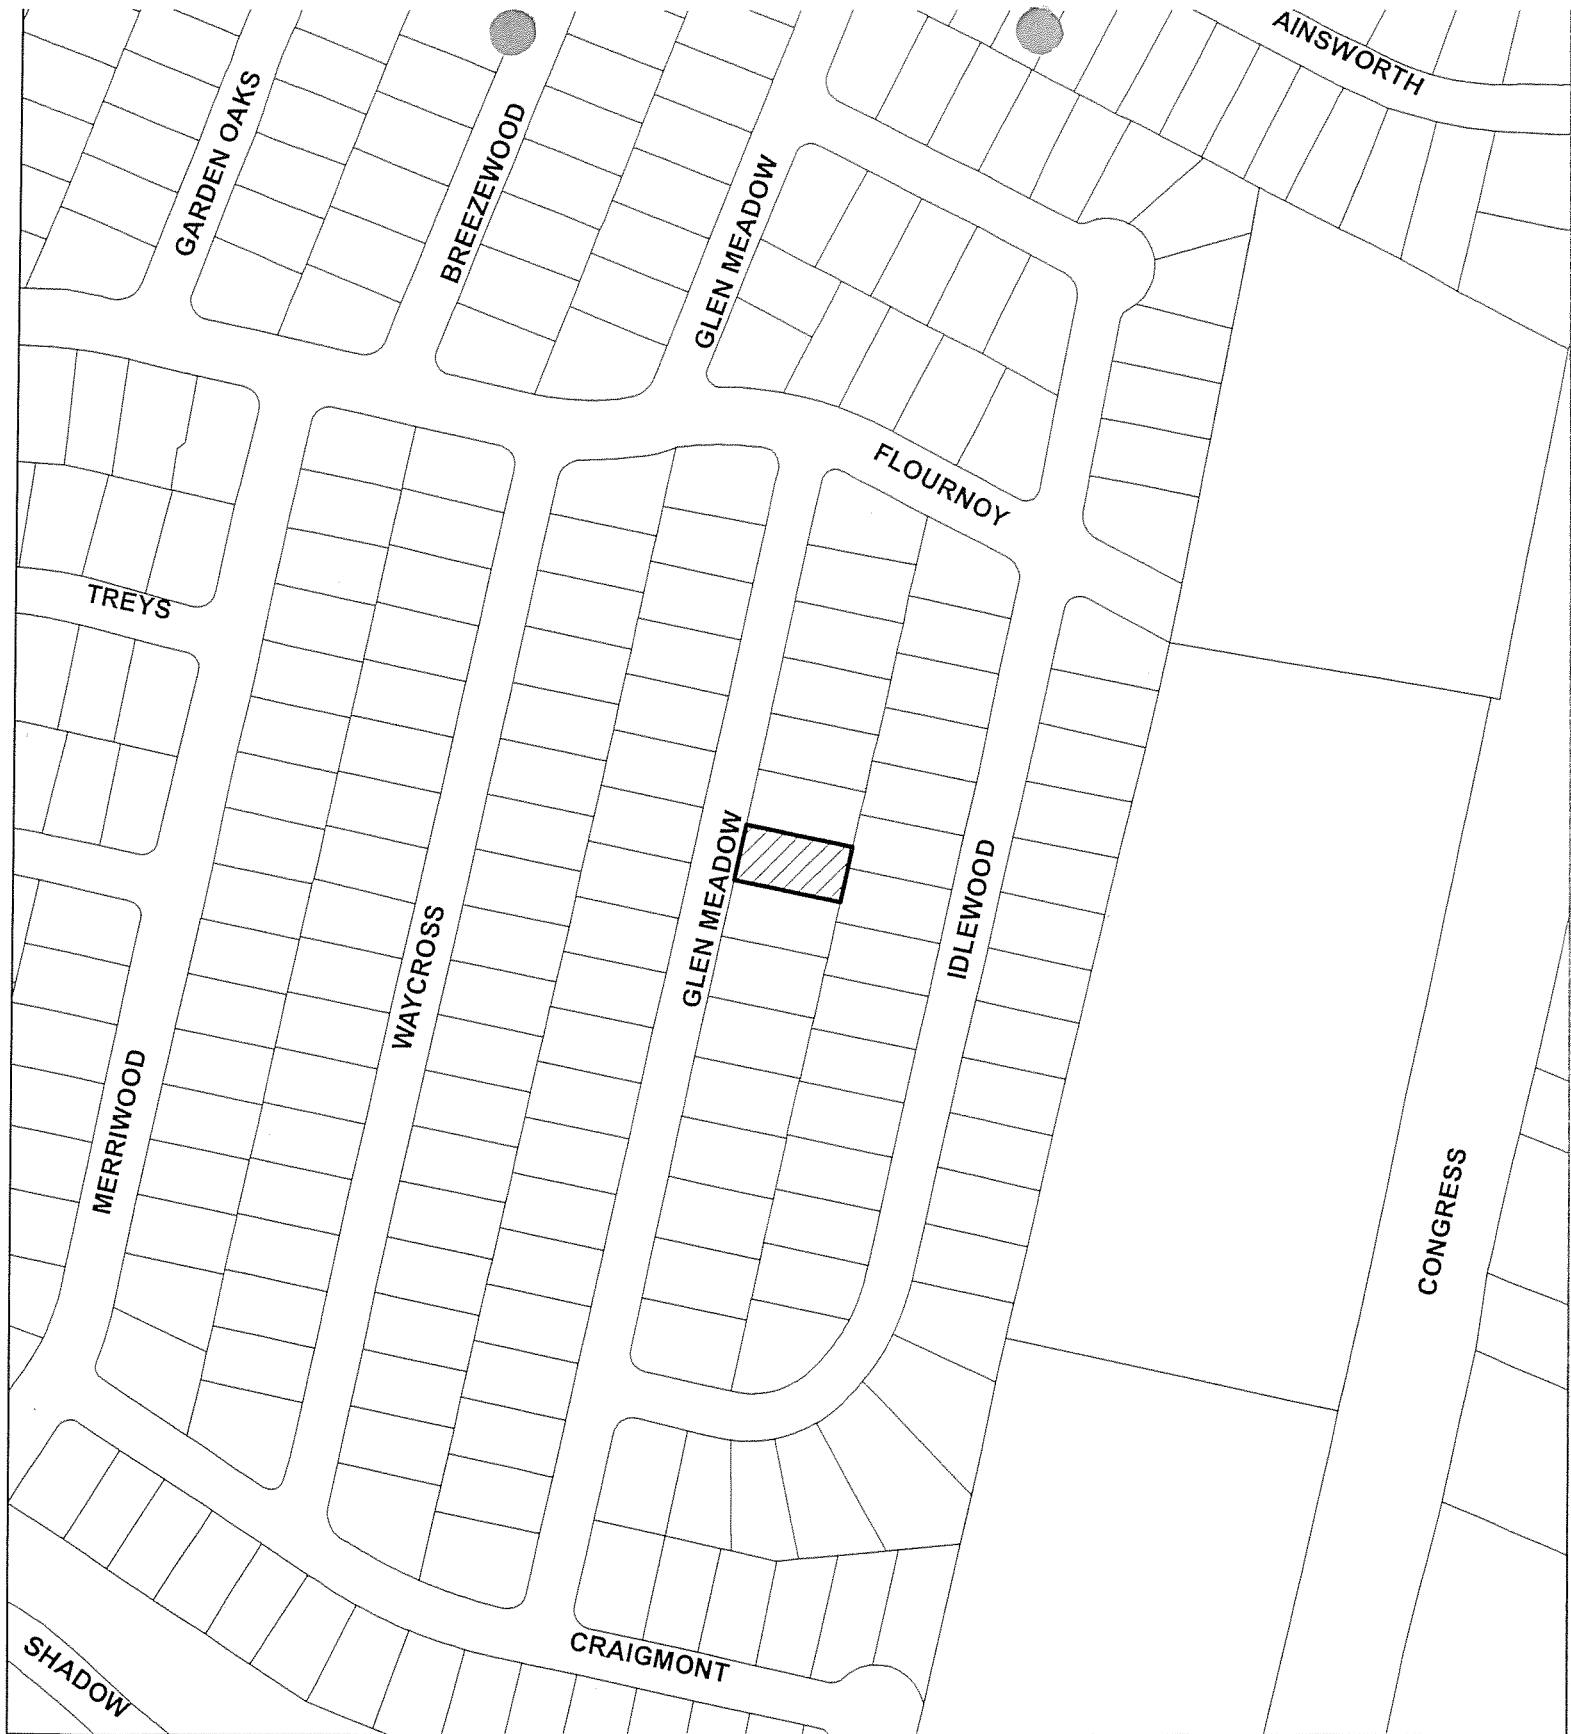 AINSWORTH
GARDEN OAKS
BREEZEWOOD
GLEN MEADOW
FLOURNOY
TREYS
GLEN MEADOW
IDLEWOOD
WAYCROSS
MERRIWOOD
CONGRESS
CRAIGMONT
SHADOW